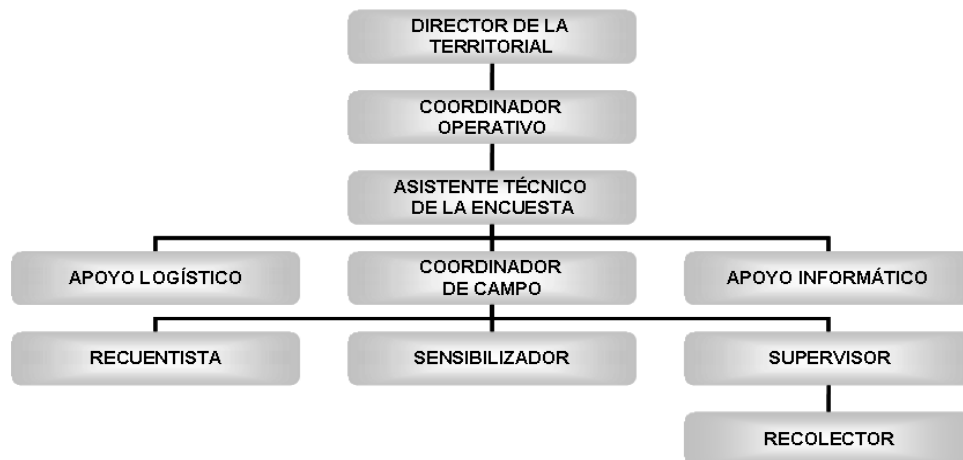 DIRECTOR DE LA
TERRITORIAL
COORDINADOR
OPERATIVO
ASISTENTE TÉCNICO
DE LA ENCUESTA
APOYO LOGÍSTICO
COORDINADOR
DE CAMPO
APOYO INFORMÁTICO
RECUENTISTA
SENSIBILIZADOR
SUPERVISOR
RECOLECTOR